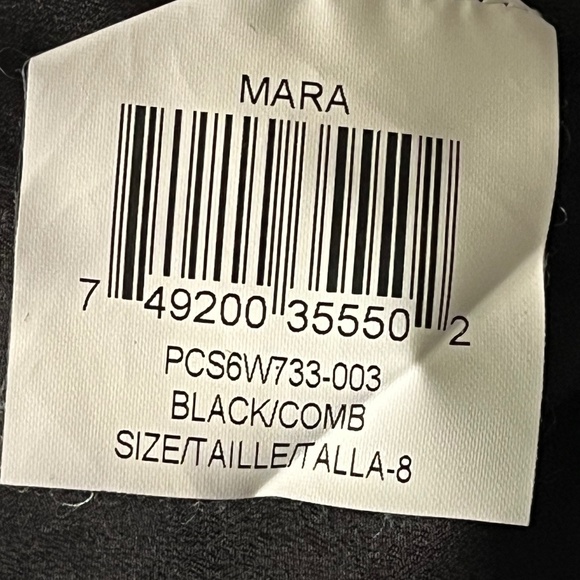 MARA
7 49200 35550 2
PCS6W733-003
BLACK/COMB
SIZE/TAILLE/TALLA-8